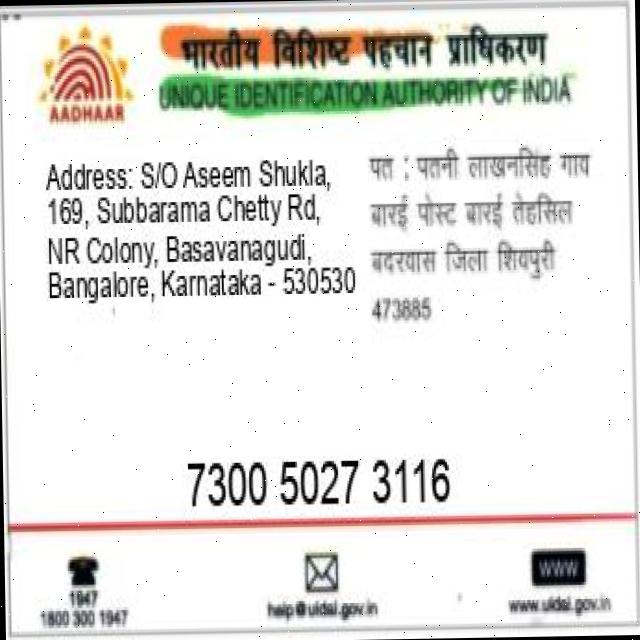 भारतीय विशिष्ट पहचान प्राधिकरण
UNIQUE IDENTIFICATION AUTHORITY OF INDIA
AADHAAR
Address: S/O Aseem Shukla,
169, Subbarama Chetty Rd,
NR Colony, Basavanagudi,
Bangalore, Karnataka - 530530
पत : पतनी लाखनसिंह गाव
बारई पोस्ट बारई तेहसिल
बदरवास जिला शिवपुरी
473885
7300 5027 3116
1947
1800 300 1947
help@uidai.gov.in
WWW
www.uidai.gov.in